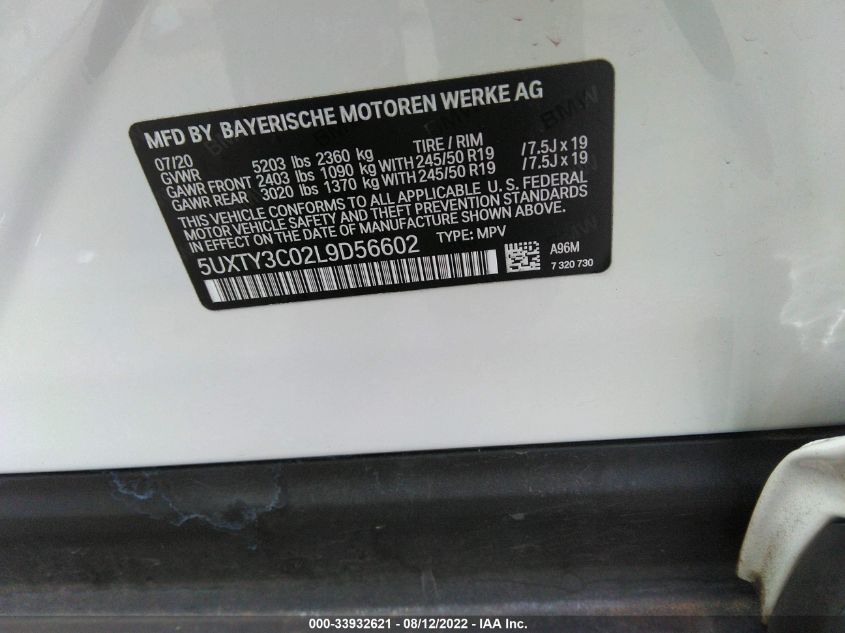 MFD BY BAYERISCHE MOTOREN WERKE AG
07/20 TIRE / RIM
GVWR 5203 lbs 2360 kg
GAWR FRONT 2403 lbs 1090 kg WITH 245/50 R19 /7.5J x 19
GAWR REAR 3020 lbs 1370 kg WITH 245/50 R19 /7.5J x 19
THIS VEHICLE CONFORMS TO ALL APPLICABLE U. S. FEDERAL
MOTOR VEHICLE SAFETY AND THEFT PREVENTION STANDARDS
IN EFFECT ON THE DATE OF MANUFACTURE SHOWN ABOVE.
5UXTY3C02L9D56602 TYPE: MPV
A96M
7 320 730
000-33932621 - 08/12/2022 - IAA Inc.